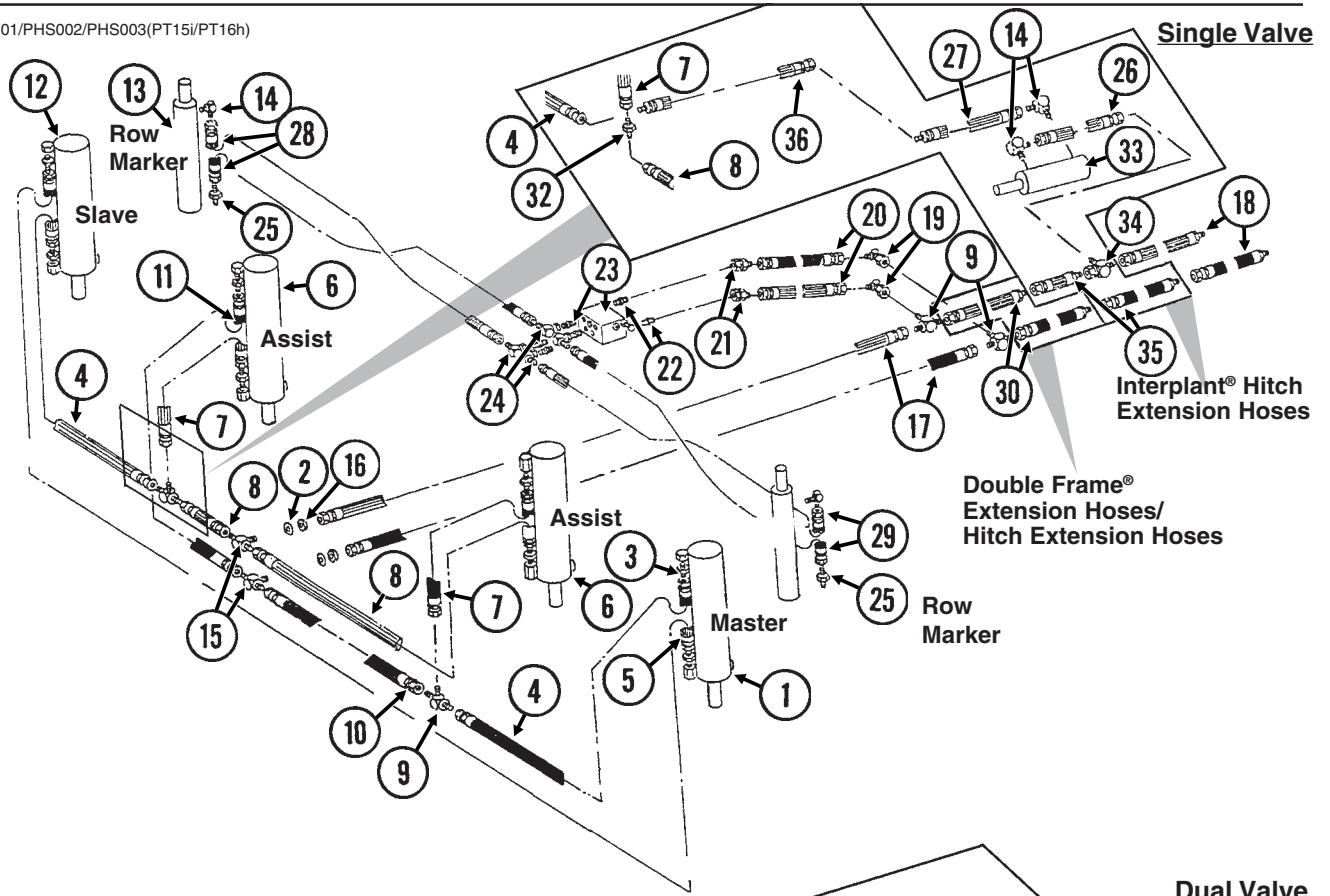 01/PHS002/PHS003(PT15i/PT16h)
Single Valve
12
13
14
28
Row
Marker
Slave
25
11
6
Assist
4
7
4
32
8
36
27
14
26
33
34
18
20
19
9
23
21
22
24
17
30
35
Interplant® Hitch
Extension Hoses
Double Frame®
Extension Hoses/
Hitch Extension Hoses
4
7
8
2
16
15
8
7
Assist
6
3
Master
5
1
29
25
Row
Marker
10
9
4
Dual Valve